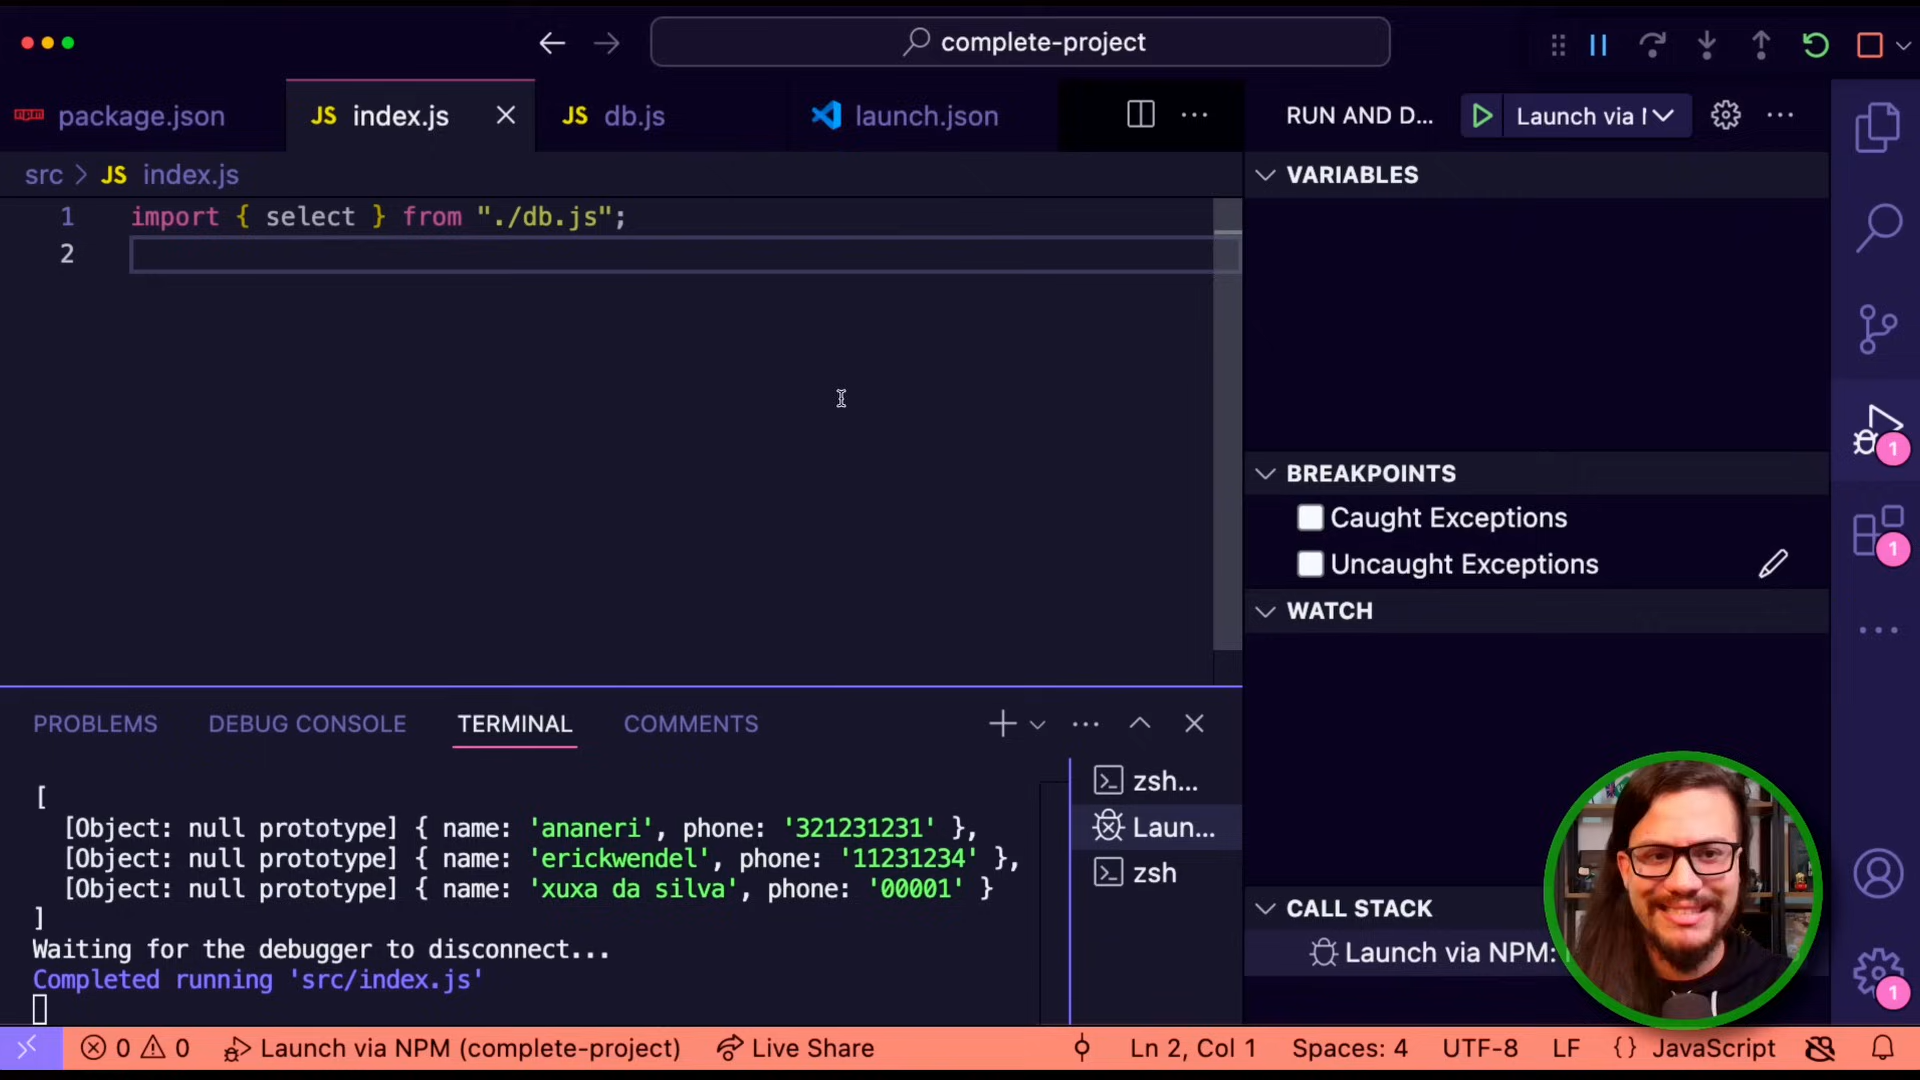 complete-project
package.json
JS index.js
JS db.js
launch.json
RUN AND D...
Launch via
src > JS index.js
VARIABLES
1 import { select } from "./db.js";
2
BREAKPOINTS
Caught Exceptions
Uncaught Exceptions
WATCH
PROBLEMS
DEBUG CONSOLE
TERMINAL
COMMENTS
[
[Object: null prototype] { name: 'ananeri', phone: '321231231' },
[Object: null prototype] { name: 'erickwendel', phone: '11231234' },
[Object: null prototype] { name: 'xuxa da silva', phone: '00001' }
]
Waiting for the debugger to disconnect...
Completed running 'src/index.js'
zsh...
Laun...
zsh
CALL STACK
Launch via NPM:
1
1
1
0 0 Launch via NPM (complete-project) Live Share Ln 2, Col 1 Spaces: 4 UTF-8 LF {} JavaScript